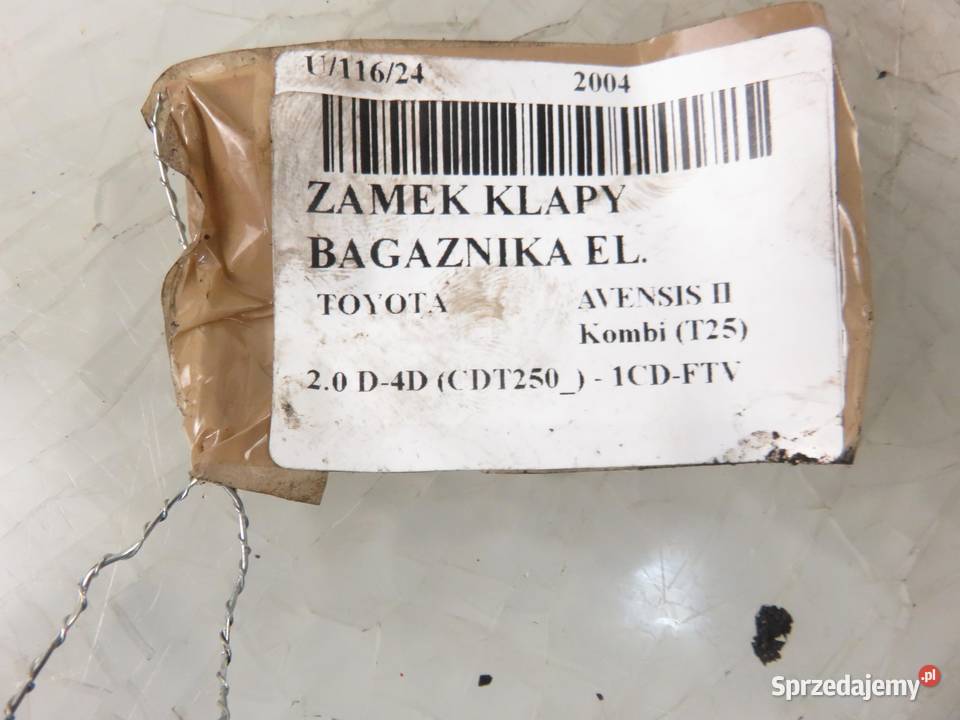 U/116/24 2004
ZAMEK KLAPY
BAGAZNIKA EL.
TOYOTA AVENSIS II
Kombi (T25)
2.0 D-4D (CDT250_) - 1CD-FTV
Sprzedajemy.pl